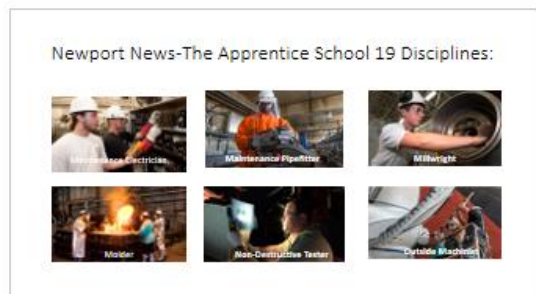 Newport News-The Apprentice School 19 Disciplines:
Maintenance Electrician
Maintenance Pipefitter
Millwright
Molder
Non-Destructive Tester
Outside Machinist